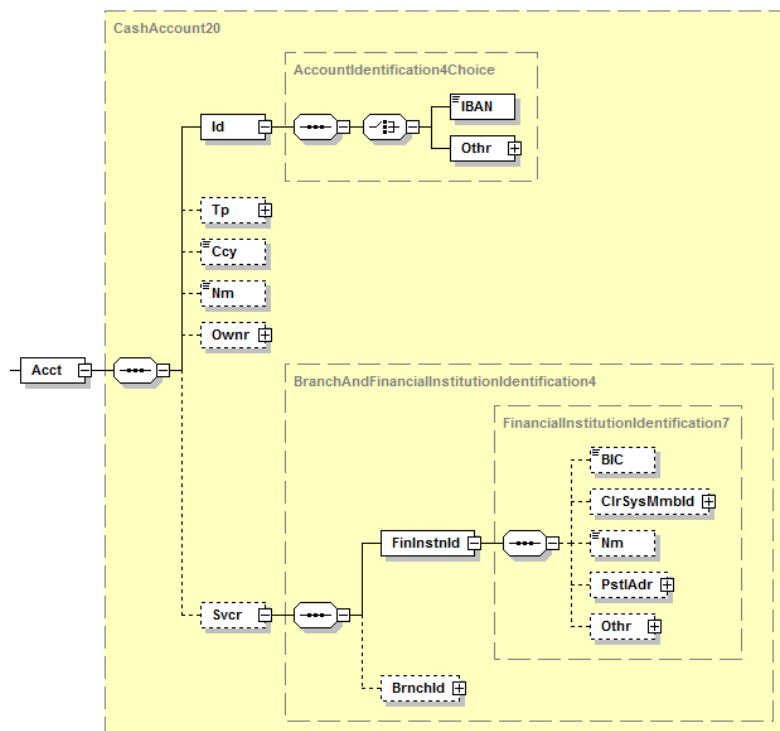 CashAccount20
AccountIdentification4Choice
IBAN
Id
Othr
Tp
Ccy
Nm
Ownr
Acct
BranchAndFinancialInstitutionIdentification4
FinancialInstitutionIdentification7
BIC
ClrSysMmbId
FinInstnId
Nm
PstlAdr
Svcr
Othr
BrnchId